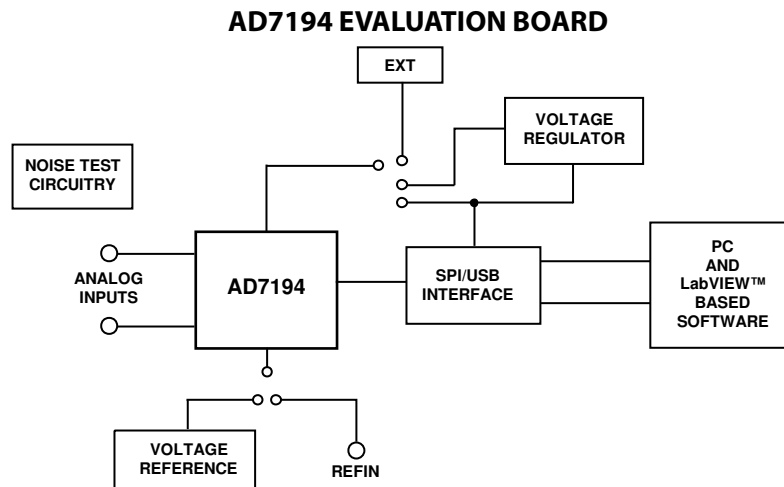 AD7194 EVALUATION BOARD
EXT
VOLTAGE
REGULATOR
NOISE TEST
CIRCUITRY
ANALOG
INPUTS
AD7194
SPI/USB
INTERFACE
PC
AND
LabVIEW™
BASED
SOFTWARE
VOLTAGE
REFERENCE
REFIN